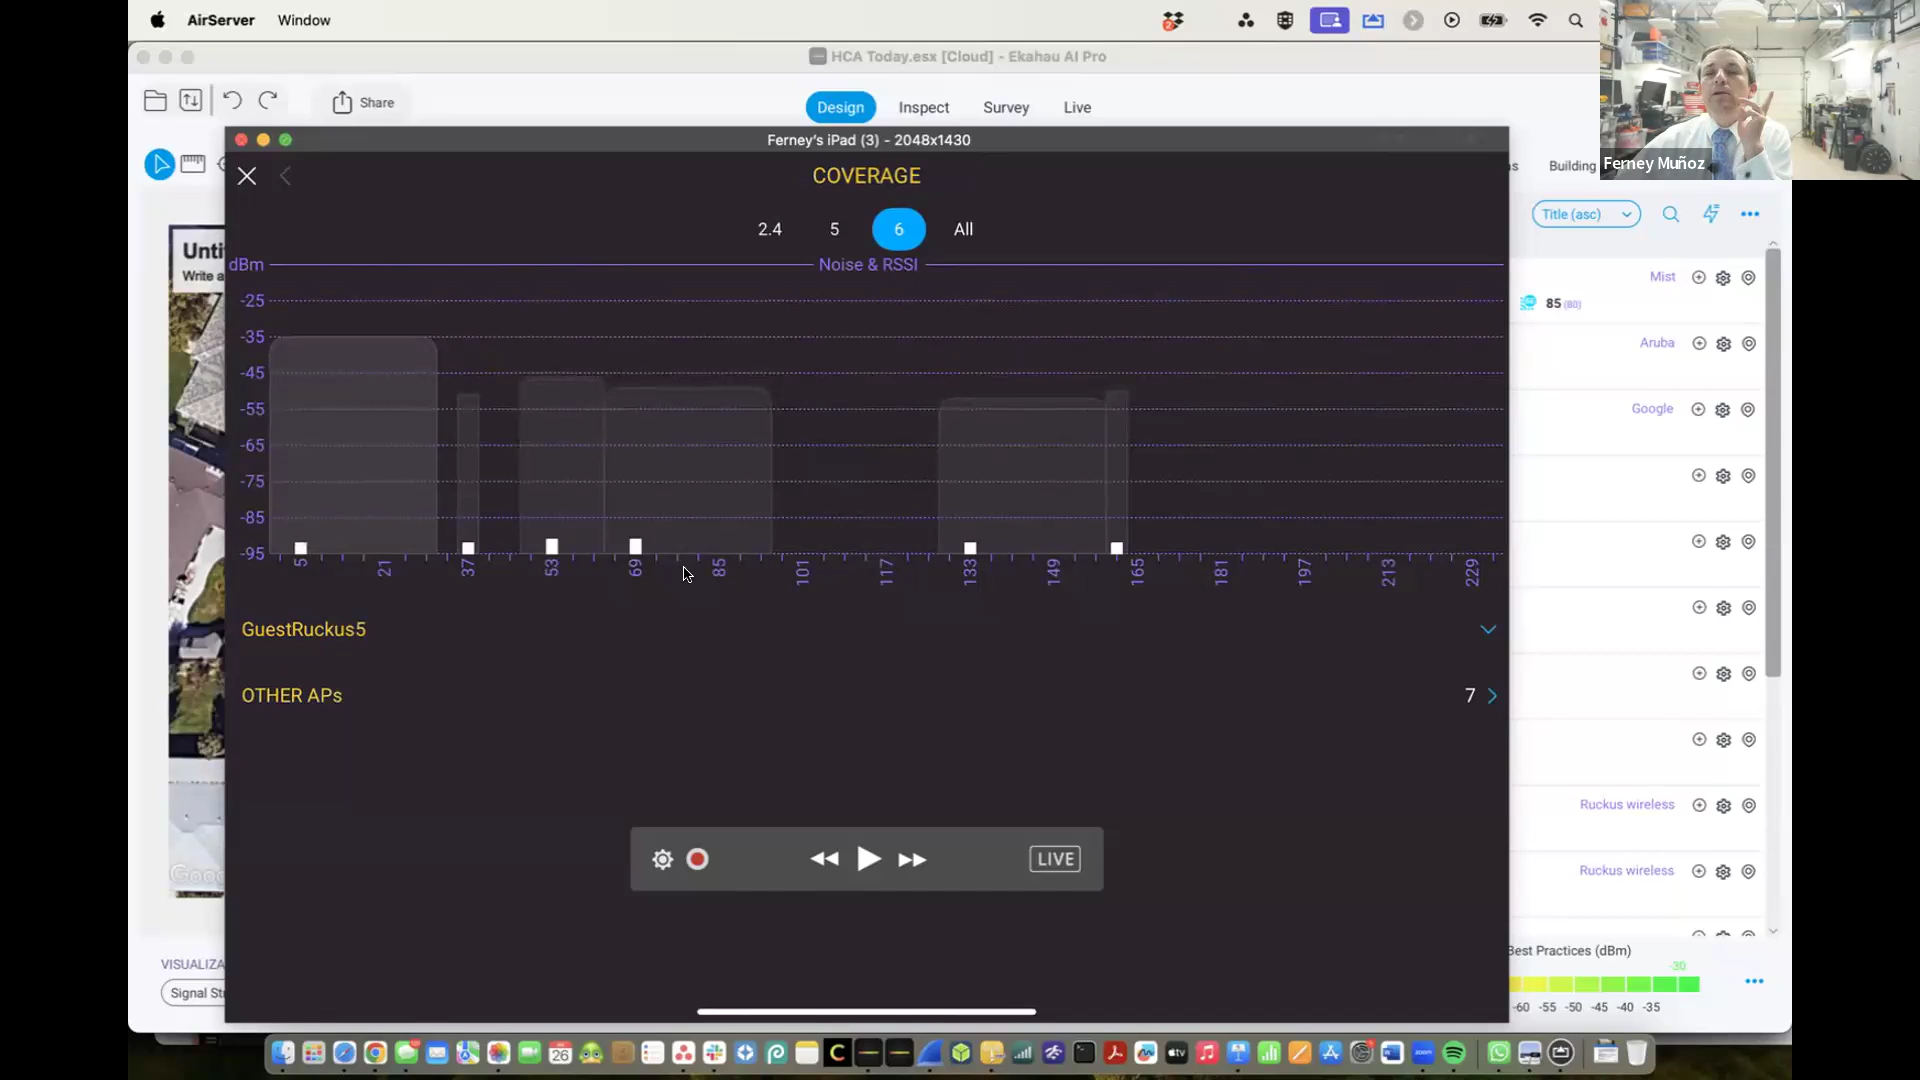 AirServer Window
HCA Today.esx [Cloud] - Ekahau AI Pro
Share
Design Inspect Survey Live
Ferney's iPad (3) - 2048x1430
Building
Ferney Muñoz
COVERAGE
2.4 5 6 All
Title (asc)
dBm Noise & RSSI
Write a
-25
-35
-45
-55
-65
-75
-85
-95
5 21 37 53 69 85 101 117 133 149 165 181 197 213 229
GuestRuckus5
OTHER APs 7
LIVE
Mist
85 (80)
Aruba
Google
Ruckus wireless
Ruckus wireless
Best Practices (dBm)
-30
-60 -55 -50 -45 -40 -35
26